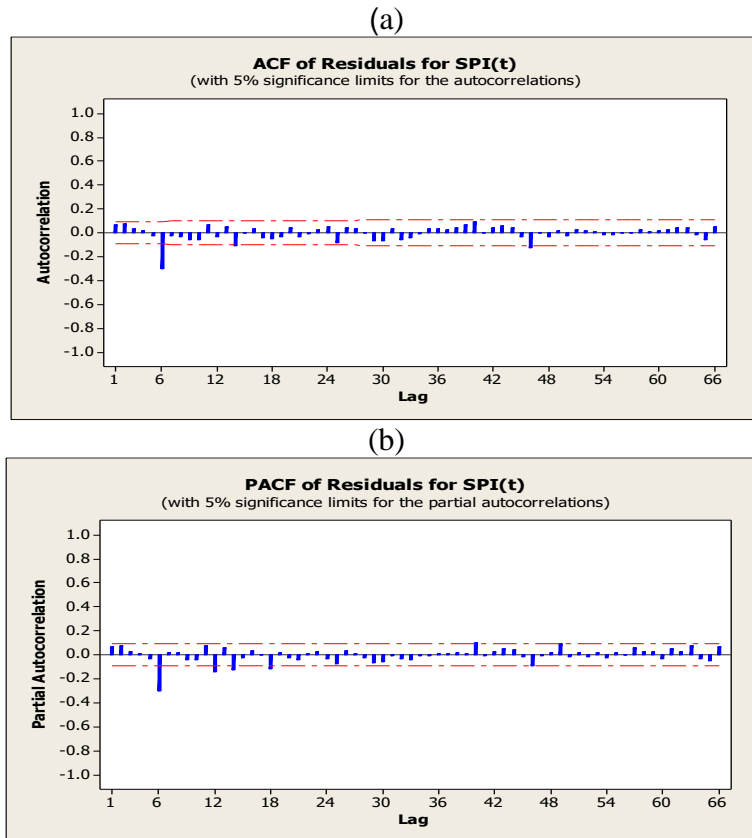 (a)
ACF of Residuals for SPI(t)
(with 5% significance limits for the autocorrelations)
1.0
0.8
0.6
0.4
0.2
0.0
-0.2
-0.4
-0.6
-0.8
-1.0
Autocorrelation
1 6 12 18 24 30 36 42 48 54 60 66
Lag
(b)
PACF of Residuals for SPI(t)
(with 5% significance limits for the partial autocorrelations)
1.0
0.8
0.6
0.4
0.2
0.0
-0.2
-0.4
-0.6
-0.8
-1.0
Partial Autocorrelation
1 6 12 18 24 30 36 42 48 54 60 66
Lag